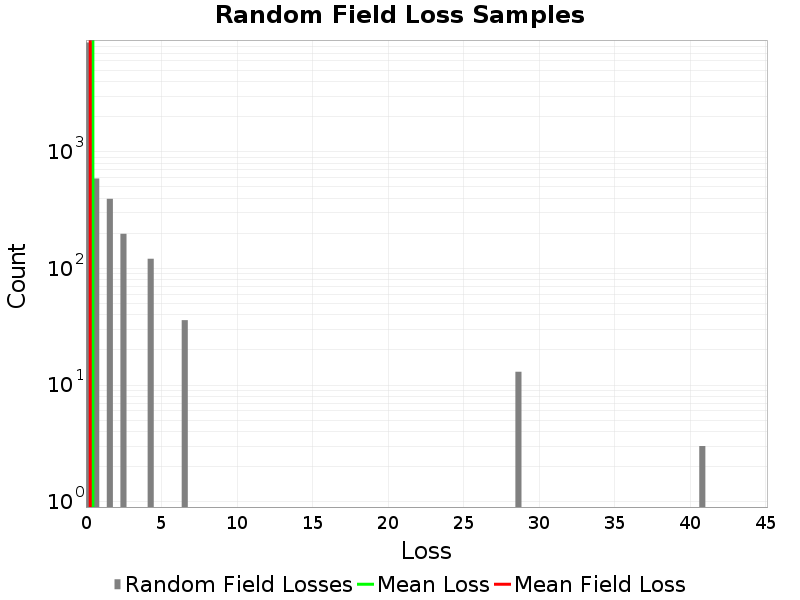 Random Field Loss Samples
Count
10^3
10^2
10^1
10^0
0 5 10 15 20 25 30 35 40 45
Loss
Random Field Losses Mean Loss Mean Field Loss